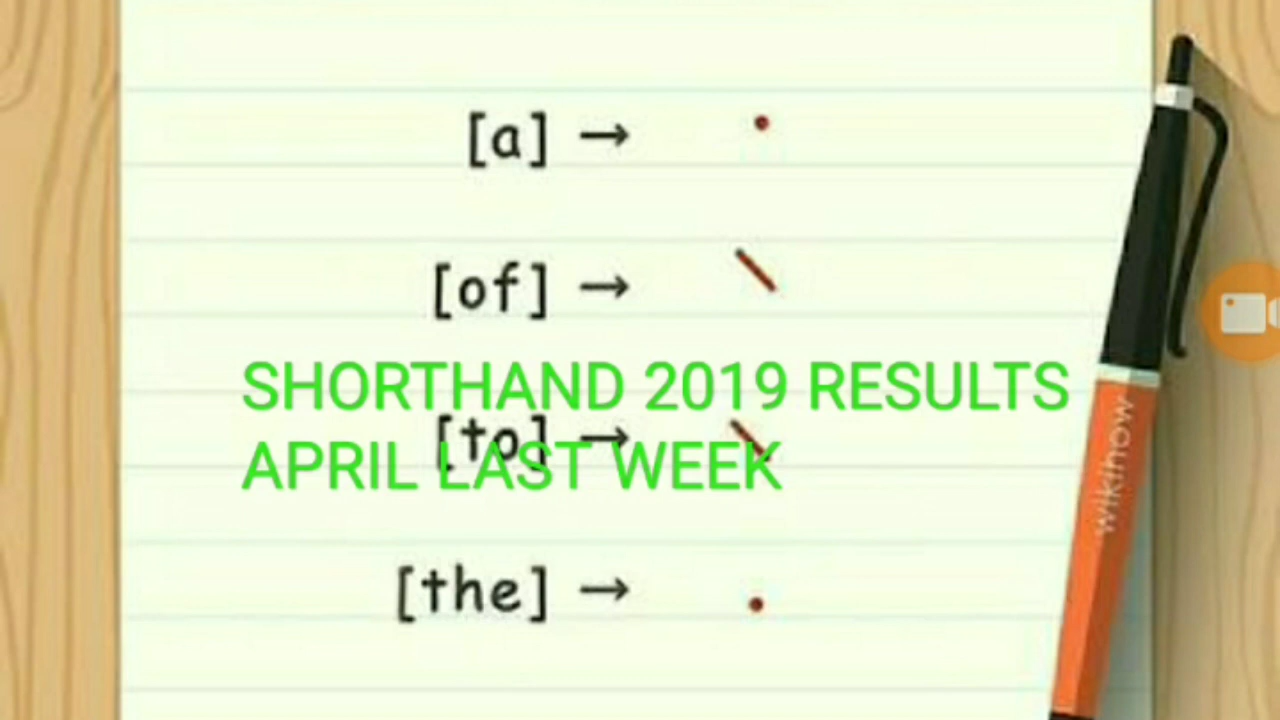 [a] →
[of] →
SHORTHAND 2019 RESULTS
[to] →
APRIL LAST WEEK
[the] →
wikihow